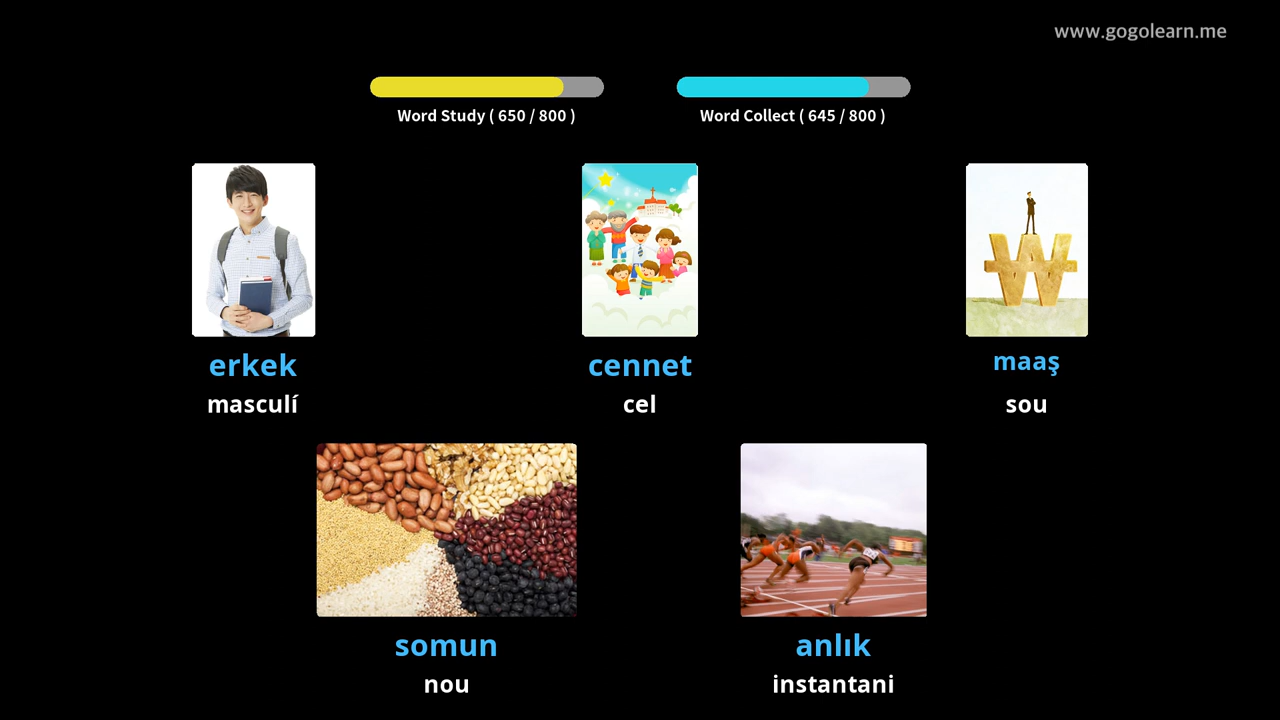 www.gogolearn.me
Word Study ( 650 / 800 )
Word Collect ( 645 / 800 )
erkek
masculí
cennet
cel
maaş
sou
somun
nou
anlık
instantani